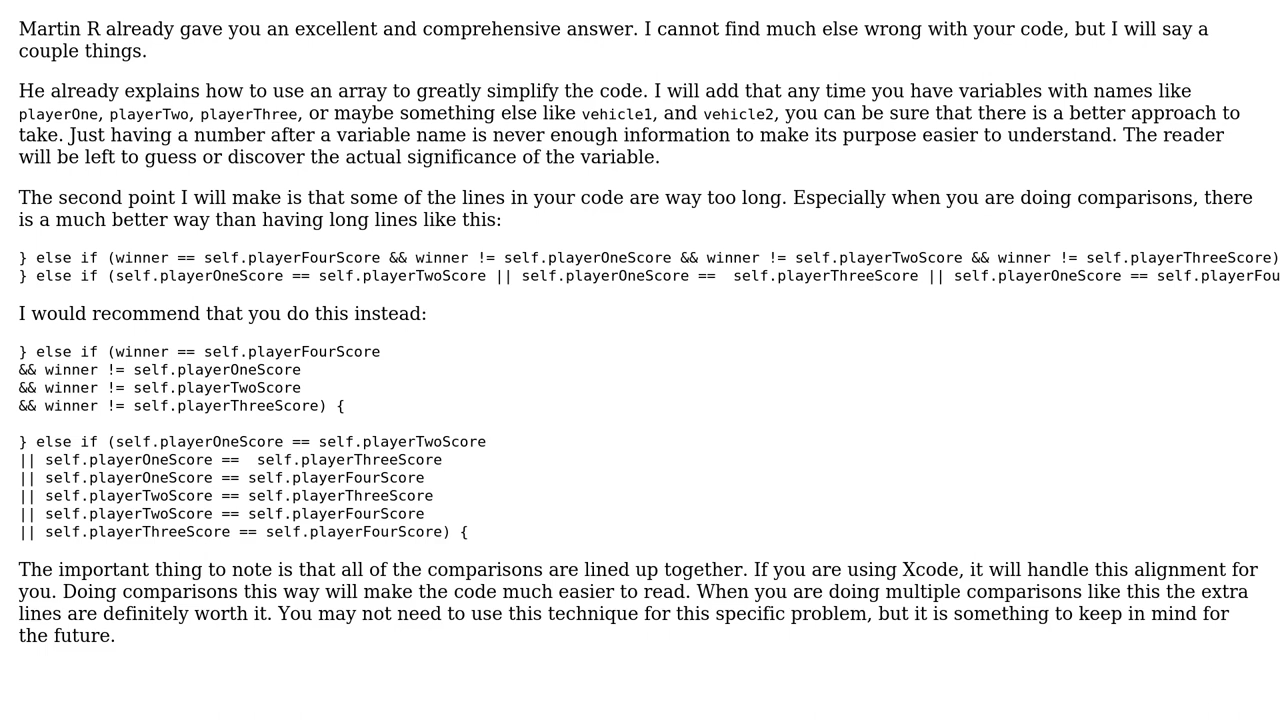 Martin R already gave you an excellent and comprehensive answer. I cannot find much else wrong with your code, but I will say a
couple things.
He already explains how to use an array to greatly simplify the code. I will add that any time you have variables with names like
playerOne, playerTwo, playerThree, or maybe something else like vehicle1, and vehicle2, you can be sure that there is a better approach to
take. Just having a number after a variable name is never enough information to make its purpose easier to understand. The reader
will be left to guess or discover the actual significance of the variable.
The second point I will make is that some of the lines in your code are way too long. Especially when you are doing comparisons, there
is a much better way than having long lines like this:
} else if (winner == self.playerFourScore && winner != self.playerOneScore && winner != self.playerTwoScore && winner != self.playerThreeScore)
} else if (self.playerOneScore == self.playerTwoScore || self.playerOneScore ==  self.playerThreeScore || self.playerOneScore == self.playerFou
I would recommend that you do this instead:
} else if (winner == self.playerFourScore
&& winner != self.playerOneScore
&& winner != self.playerTwoScore
&& winner != self.playerThreeScore) {
} else if (self.playerOneScore == self.playerTwoScore
|| self.playerOneScore ==  self.playerThreeScore
|| self.playerOneScore == self.playerFourScore
|| self.playerTwoScore == self.playerThreeScore
|| self.playerTwoScore == self.playerFourScore
|| self.playerThreeScore == self.playerFourScore) {
The important thing to note is that all of the comparisons are lined up together. If you are using Xcode, it will handle this alignment for
you. Doing comparisons this way will make the code much easier to read. When you are doing multiple comparisons like this the extra
lines are definitely worth it. You may not need to use this technique for this specific problem, but it is something to keep in mind for
the future.